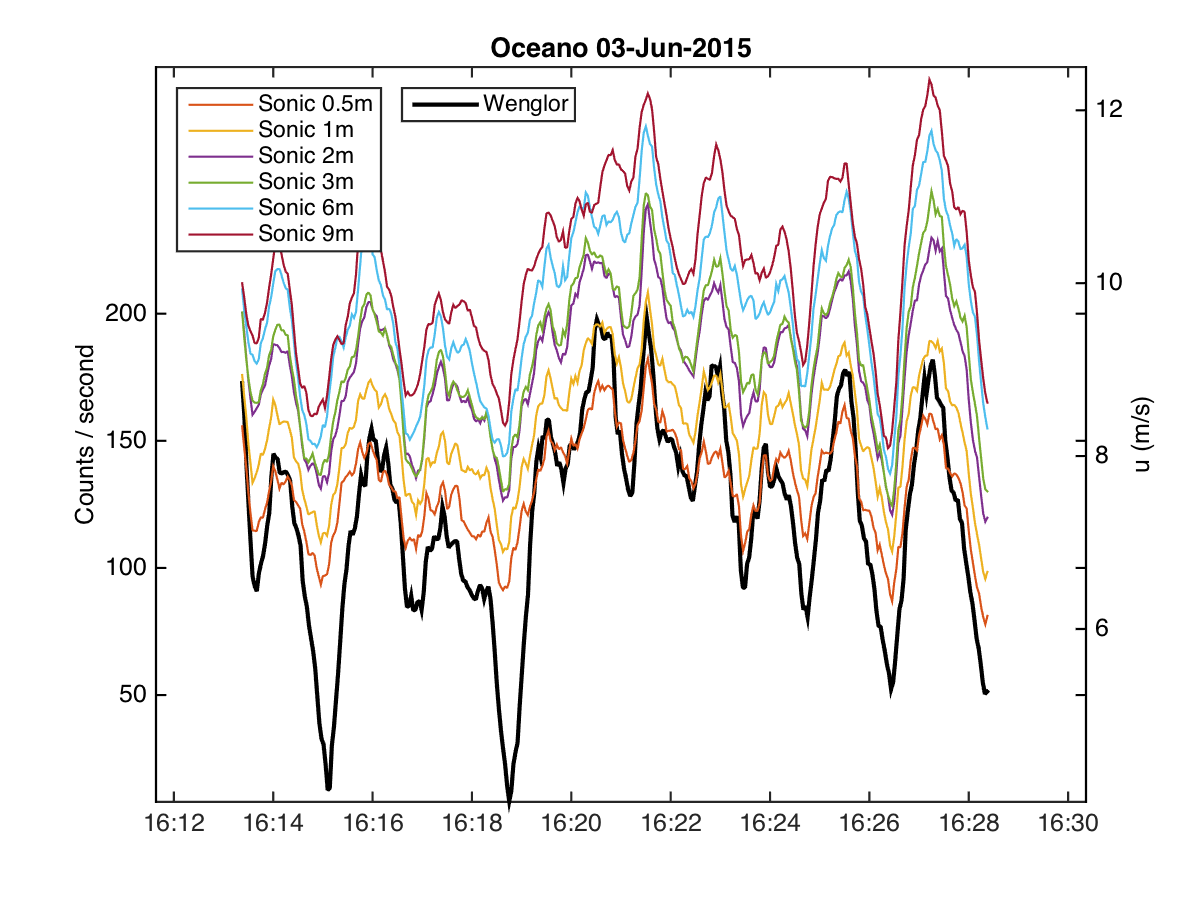 Oceano 03-Jun-2015
Sonic 0.5m
Sonic 1m
Sonic 2m
Sonic 3m
Sonic 6m
Sonic 9m
Wenglor
Counts / second
200
150
100
50
12
10
8
6
u (m/s)
16:12 16:14 16:16 16:18 16:20 16:22 16:24 16:26 16:28 16:30